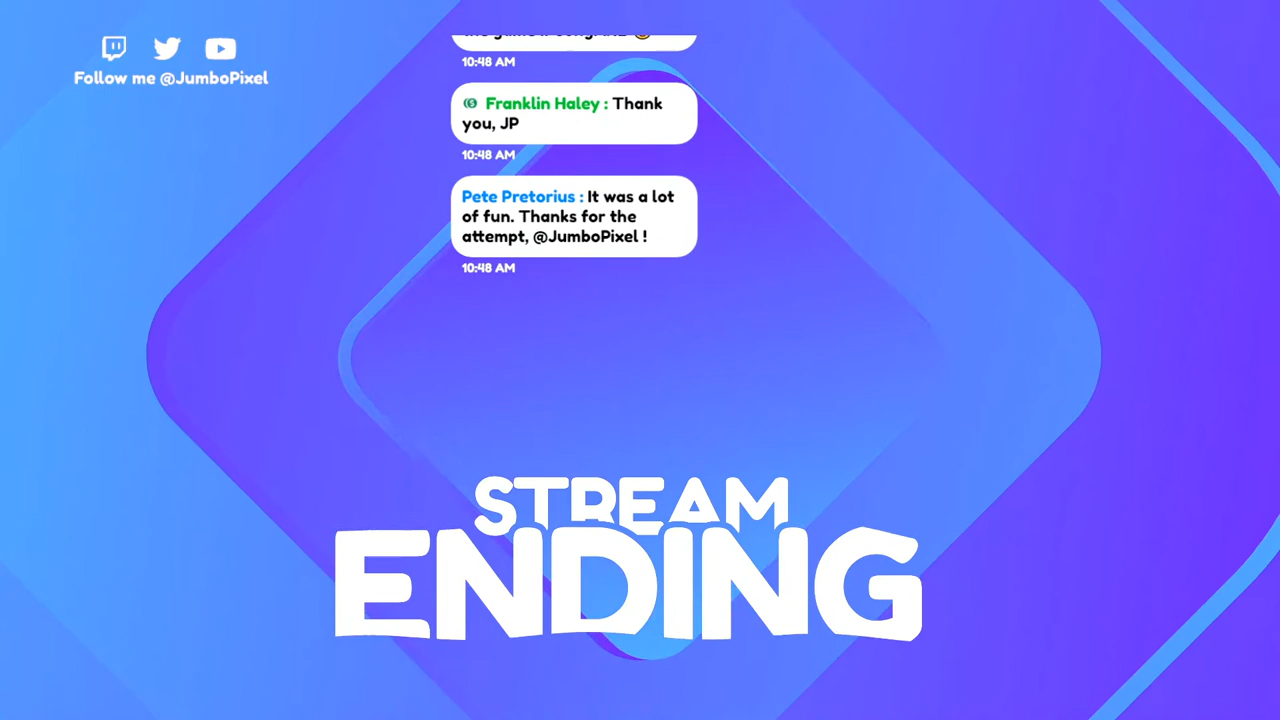 Follow me @JumboPixel
10:48 AM
Franklin Haley : Thank
you, JP
10:48 AM
Pete Pretorius : It was a lot
of fun. Thanks for the
attempt, @JumboPixel !
10:48 AM
STREAM
ENDING